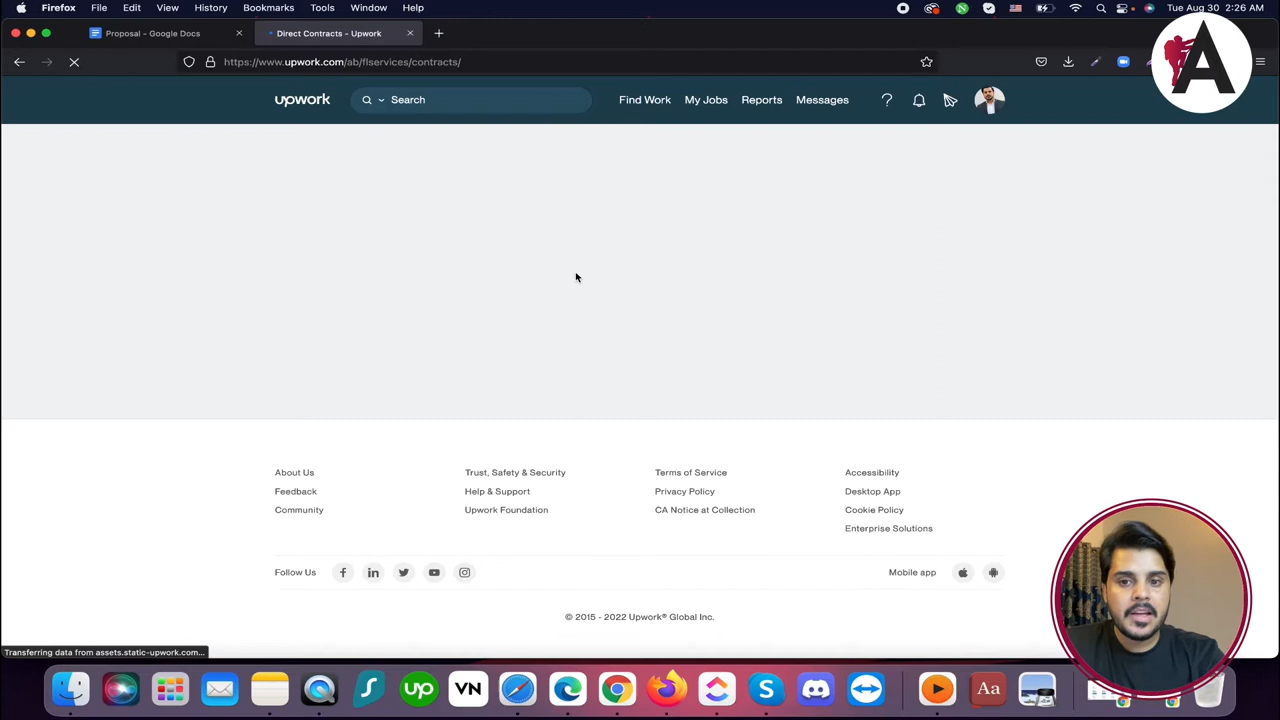 Firefox File Edit View History Bookmarks Tools Window Help Tue Aug 30 2:26 AM
Proposal – Google Docs Direct Contracts – Upwork
https://www.upwork.com/ab/flservices/contracts/
A
upwork Search Find Work My Jobs Reports Messages
About Us Trust, Safety & Security Terms of Service Accessibility
Feedback Help & Support Privacy Policy Desktop App
Community Upwork Foundation CA Notice at Collection Cookie Policy
Enterprise Solutions
Follow Us Mobile app
© 2015 - 2022 Upwork® Global Inc.
Transferring data from assets.static-upwork.com...
up VN Aa